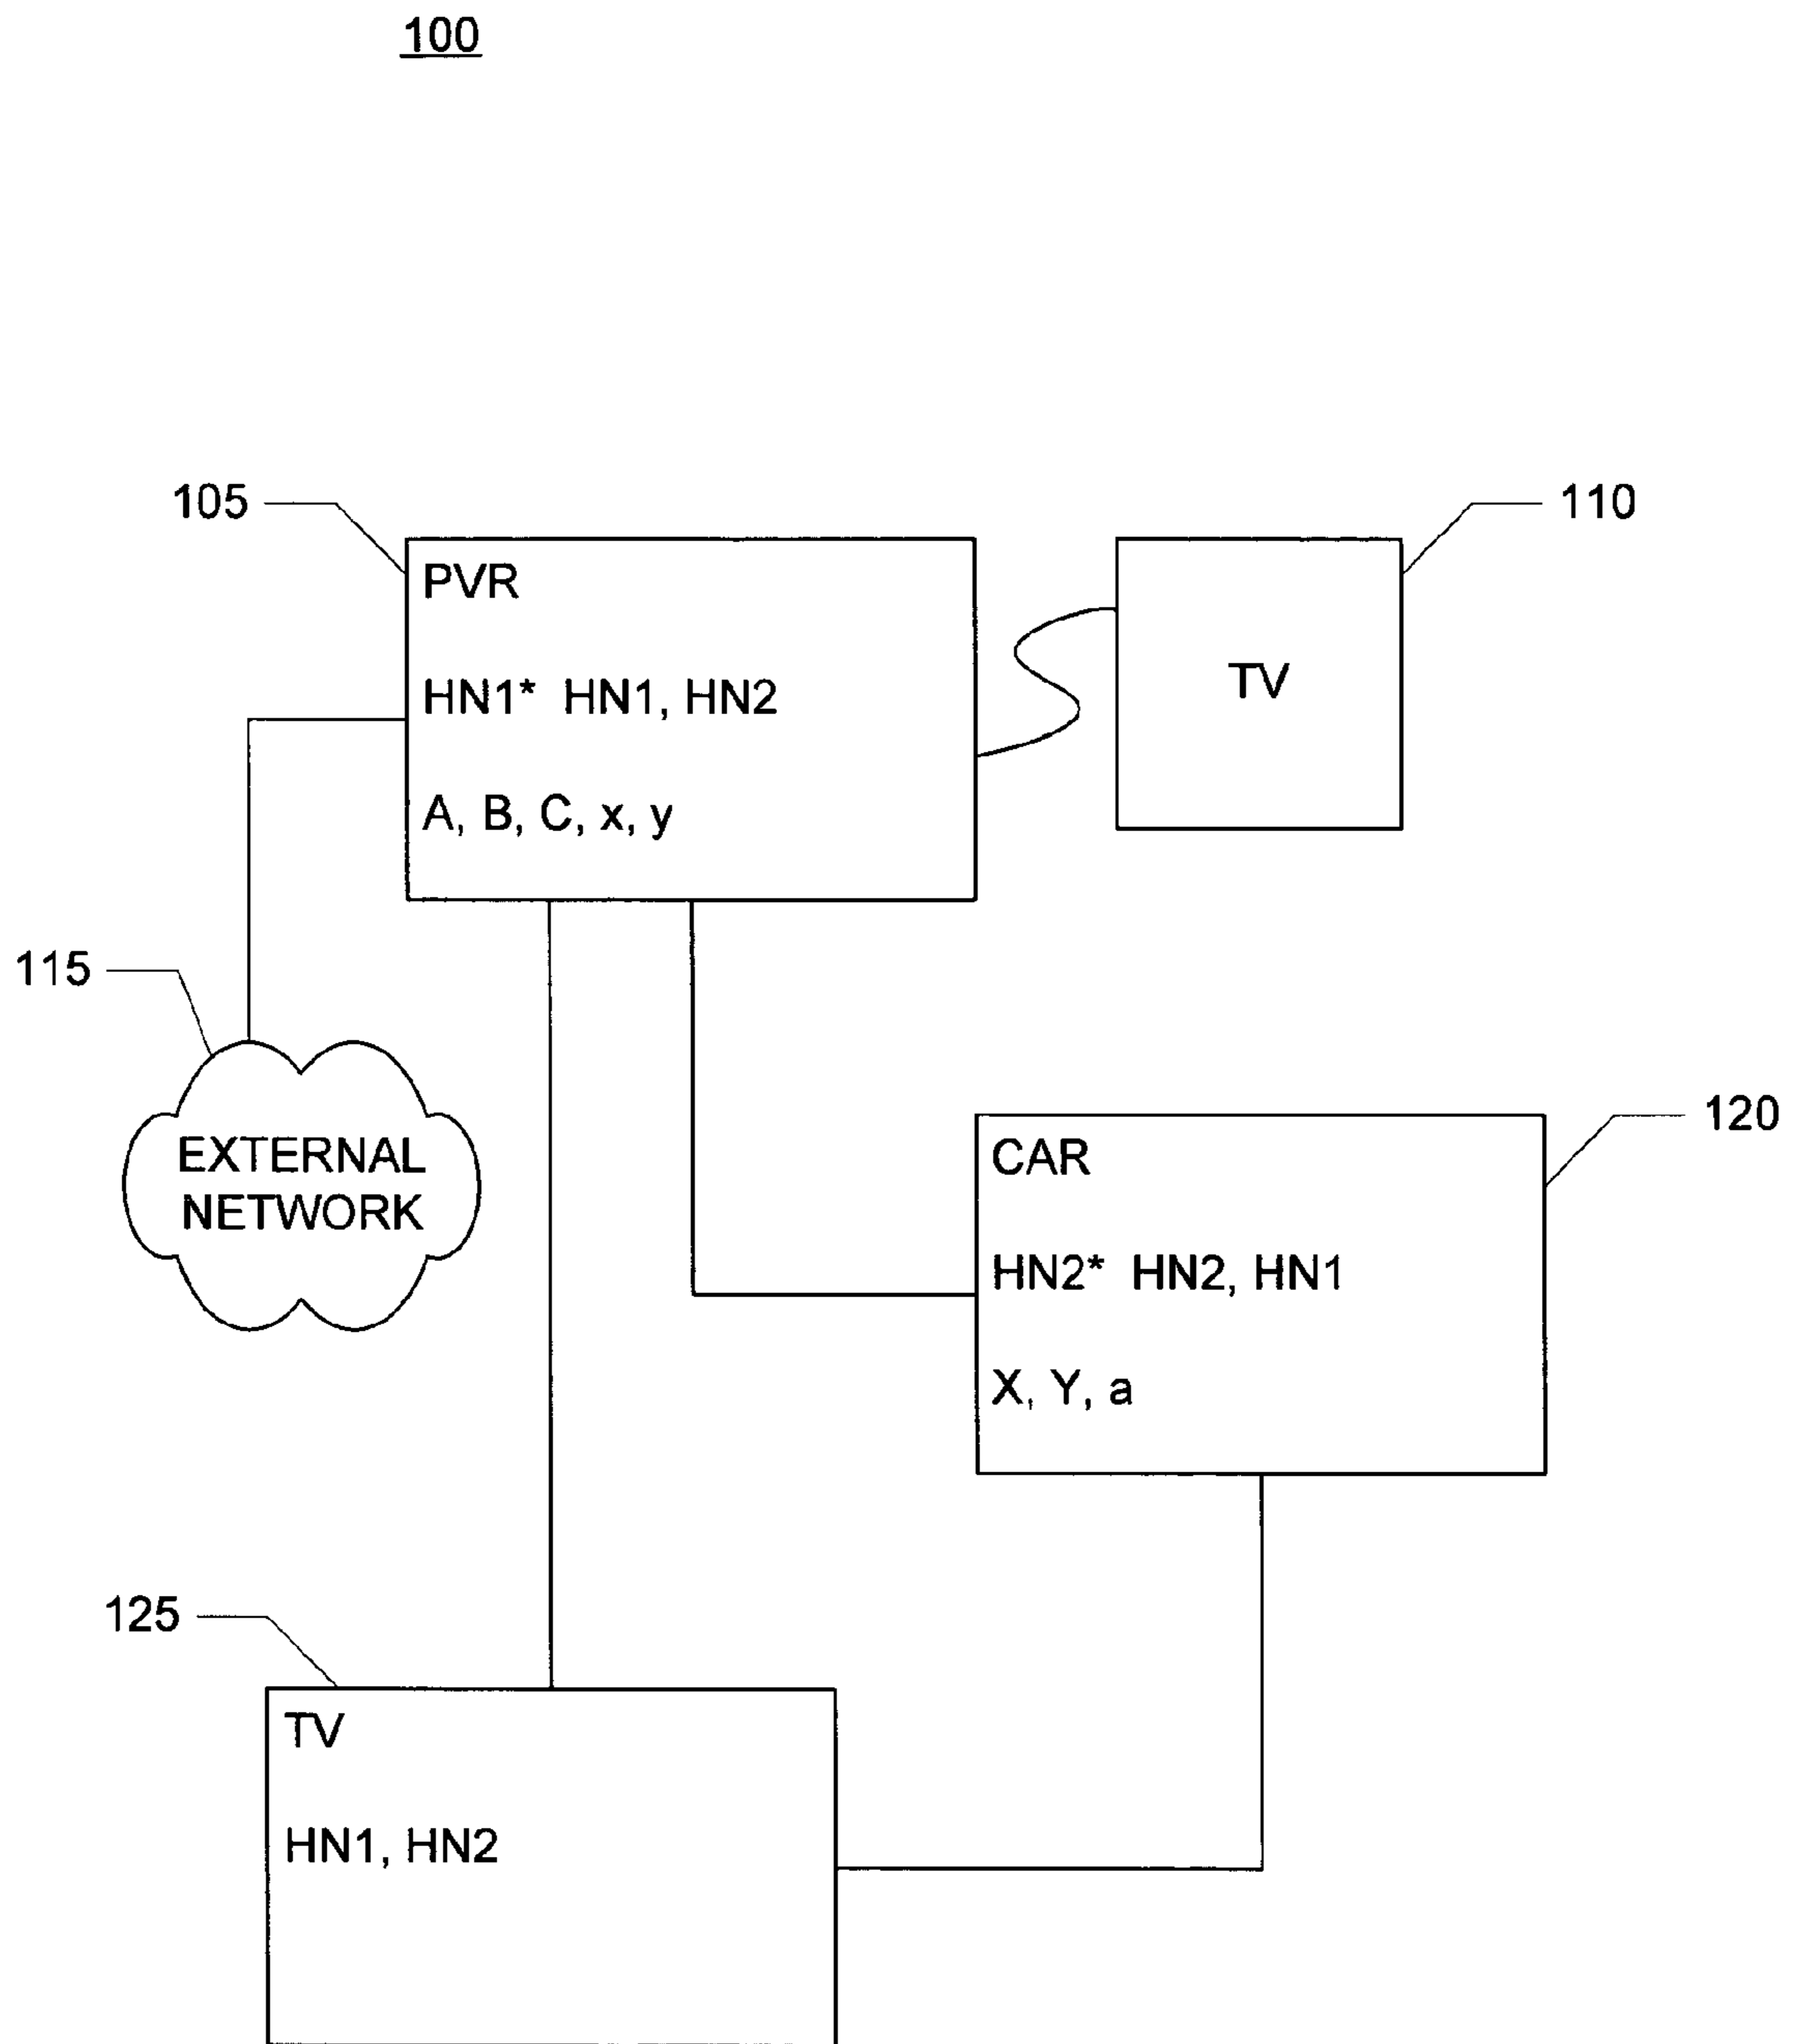 100
105
110
PVR
HN1* HN1, HN2
A, B, C, x, y
TV
115
EXTERNAL
NETWORK
120
CAR
HN2* HN2, HN1
X, Y, a
125
TV
HN1, HN2